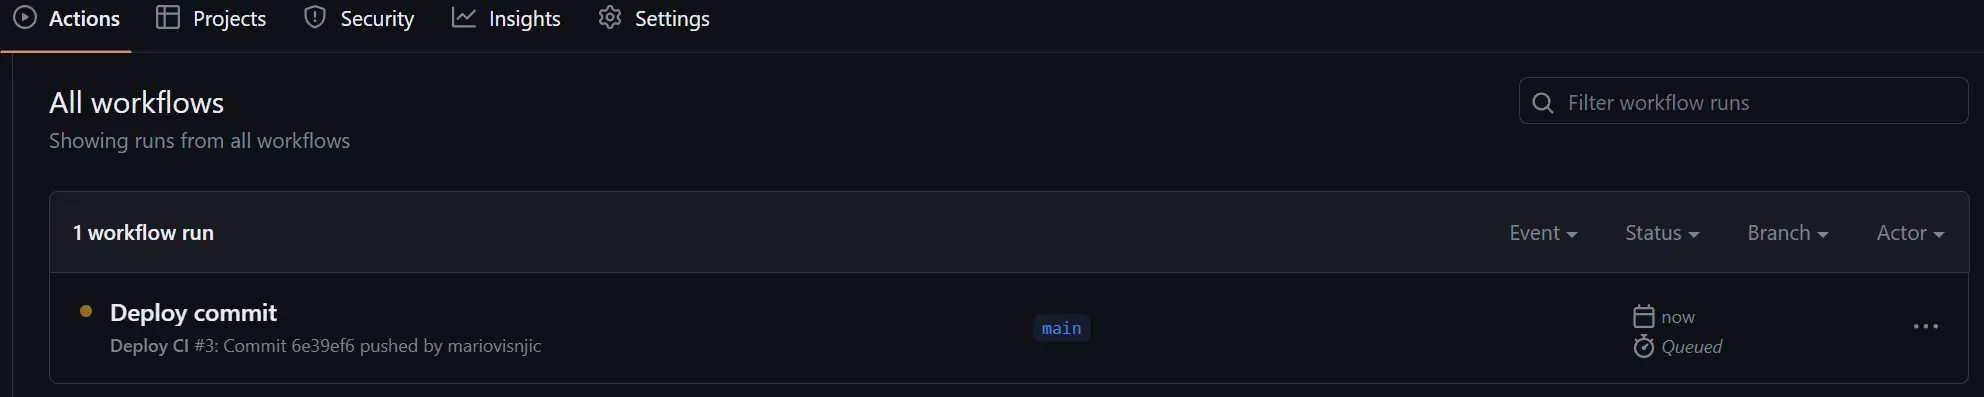 Actions Projects Security Insights Settings
All workflows
Filter workflow runs
Showing runs from all workflows
1 workflow run Event Status Branch Actor
Deploy commit
main
now
Deploy CI #3: Commit 6e39ef6 pushed by mariovisnjic
Queued